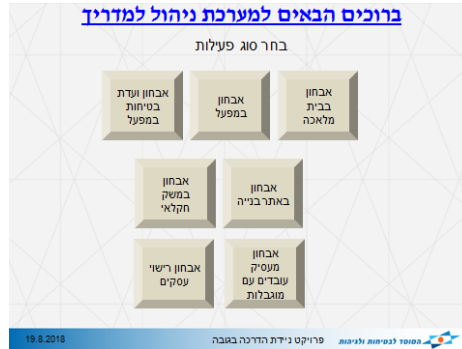 ברוכים הבאים למערכת ניהול למדריך
בחר סוג פעילות
אבחון
בבית
מלאכה
אבחון
במפעל
אבחון ועדת
בטיחות
במפעל
אבחון
באתר בנייה
אבחון
במשק
חקלאי
אבחון
מעסיק
עובדים עם
מוגבלות
אבחון רישוי
עסקים
המוסד לבטיחות ולגיהות
פרויקט ניידת הדרכה בגובה
19.8.2018